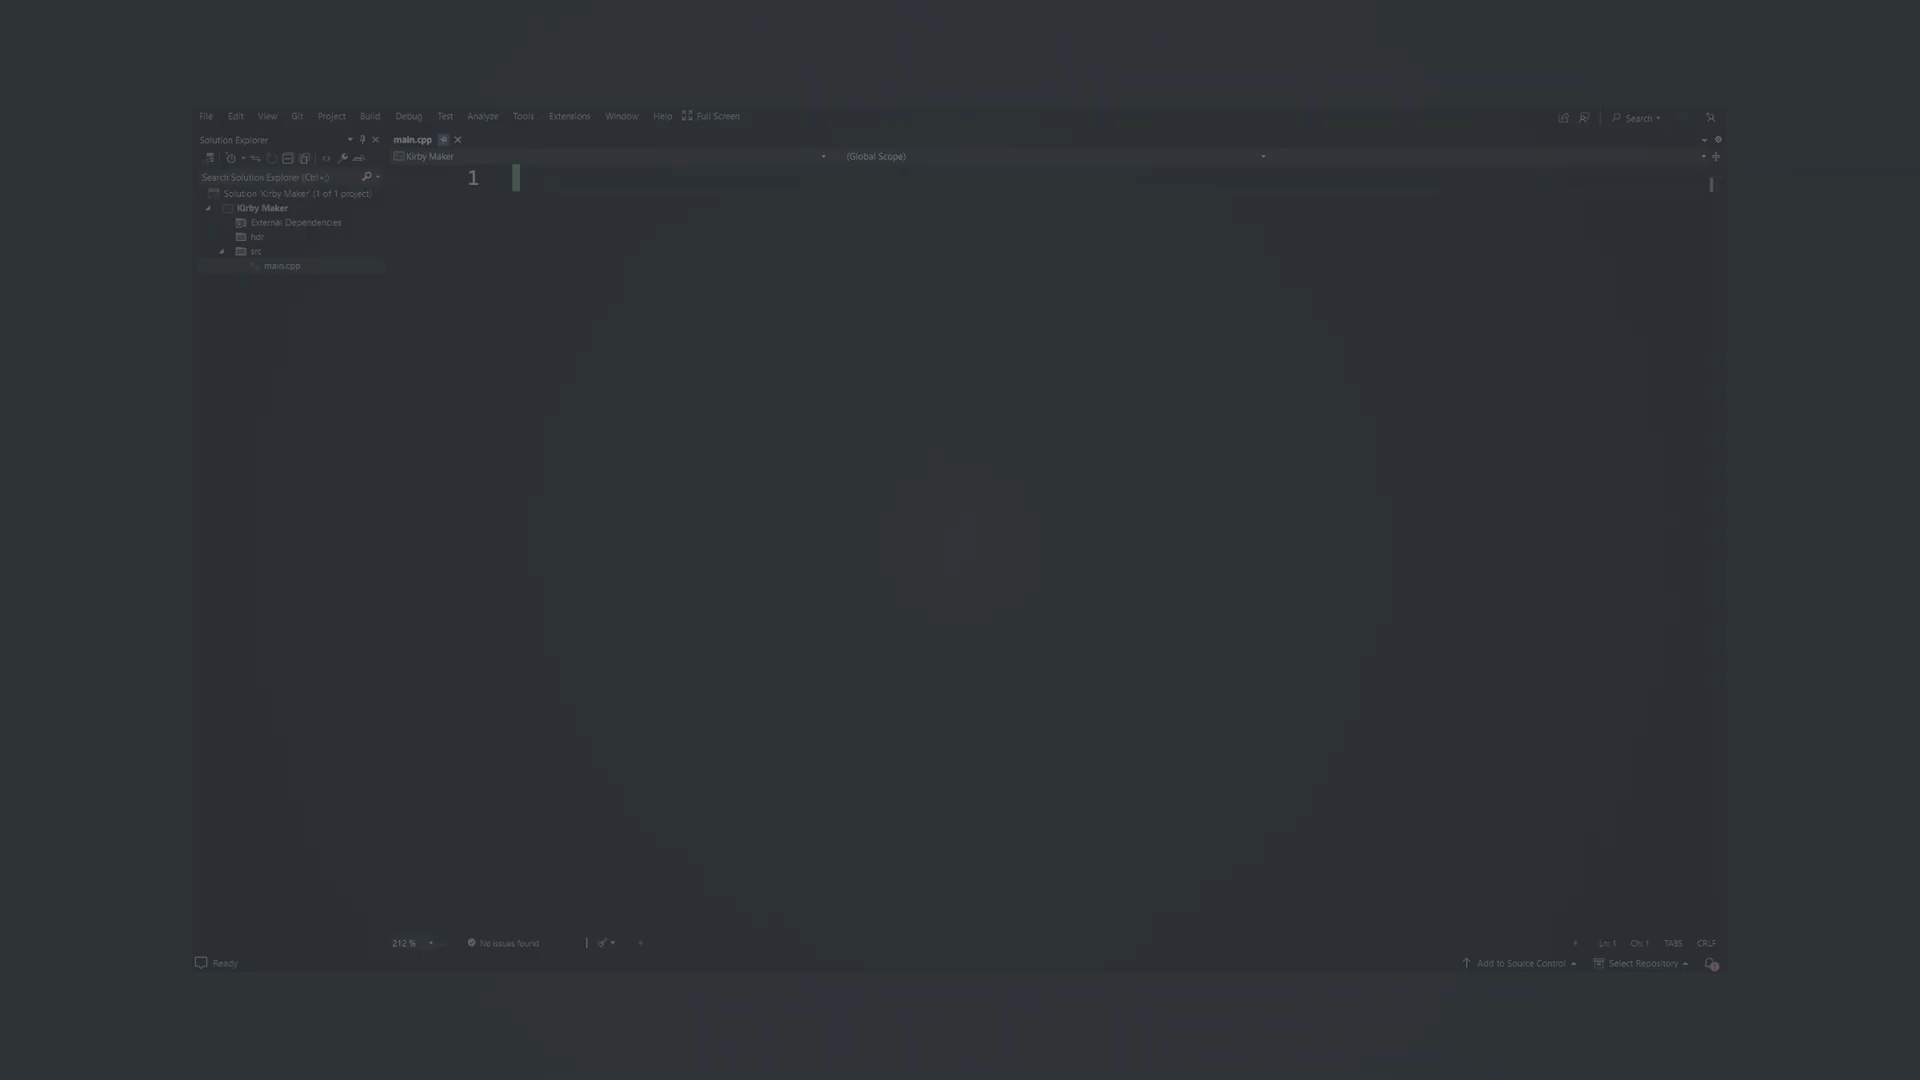 File Edit View Git Project Build Debug Test Analyze Tools Extensions Window Help Full Screen Search
Solution Explorer
main.cpp
Kirby Maker
(Global Scope)
Search Solution Explorer (Ctrl+;)
1
Solution 'Kirby Maker' (1 of 1 project)
Kirby Maker
External Dependencies
hdr
src
main.cpp
212 % No issues found Ln: 1 Ch: 1 TABS CRLF
Ready Add to Source Control Select Repository